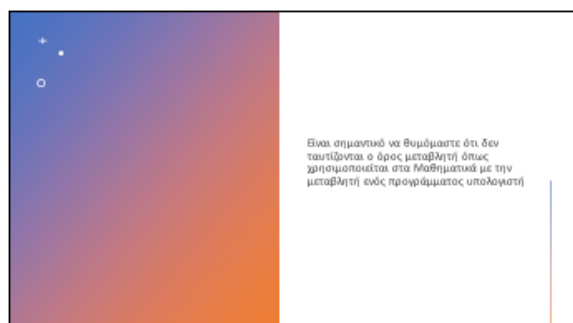 Είναι σημαντικό να θυμόμαστε ότι δεν
ταυτίζονται ο όρος μεταβλητή όπως
χρησιμοποιείται στα Μαθηματικά με την
μεταβλητή ενός προγράμματος υπολογιστή